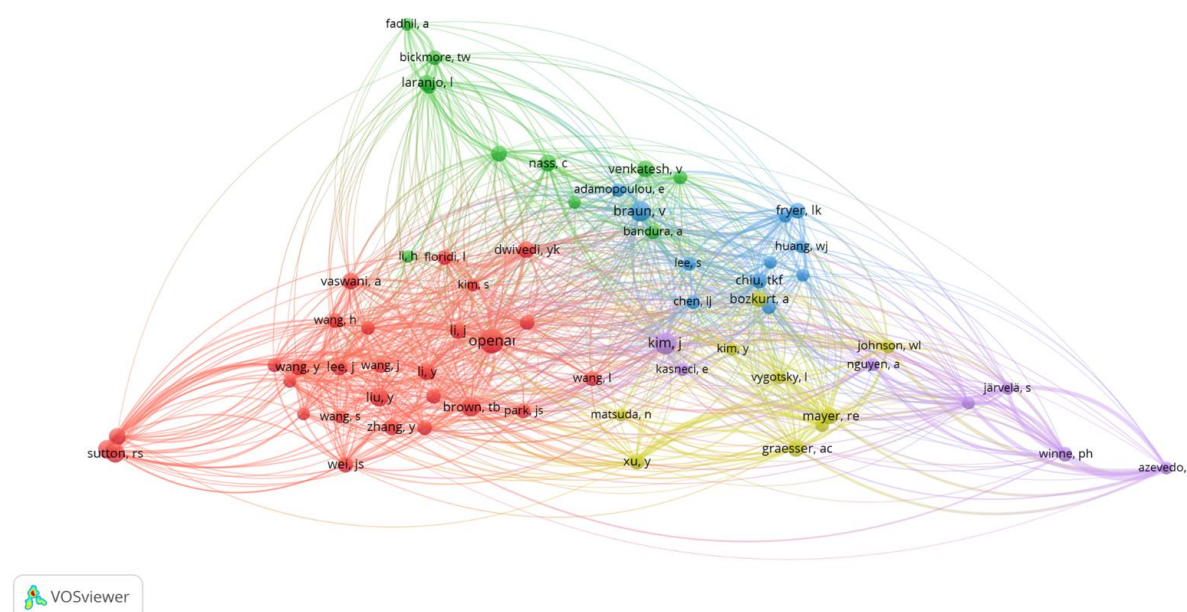 fadhil, a
bickmore, tw
laranjo, l
nass, c
venkatesh, v
adamopoulou, e
braun, v
fryer, lk
bandura, a
huang, wj
li, h
floridi, l
dwivedi, yk
lee, s
vaswani, a
kim, s
chiu, tkf
chen, lj
bozkurt, a
wang, h
li, j
openai
kim, j
kim, y
johnson, wl
wang, y
lee, j
wang, j
li, y
wang, l
kasneci, e
vygotsky, l
nguyen, a
järvelä, s
liu, y
wang, s
brown, tb
park, js
matsuda, n
mayer, re
zhang, y
sutton, rs
wei, js
xu, y
graesser, ac
winne, ph
azevedo,
VOSviewer